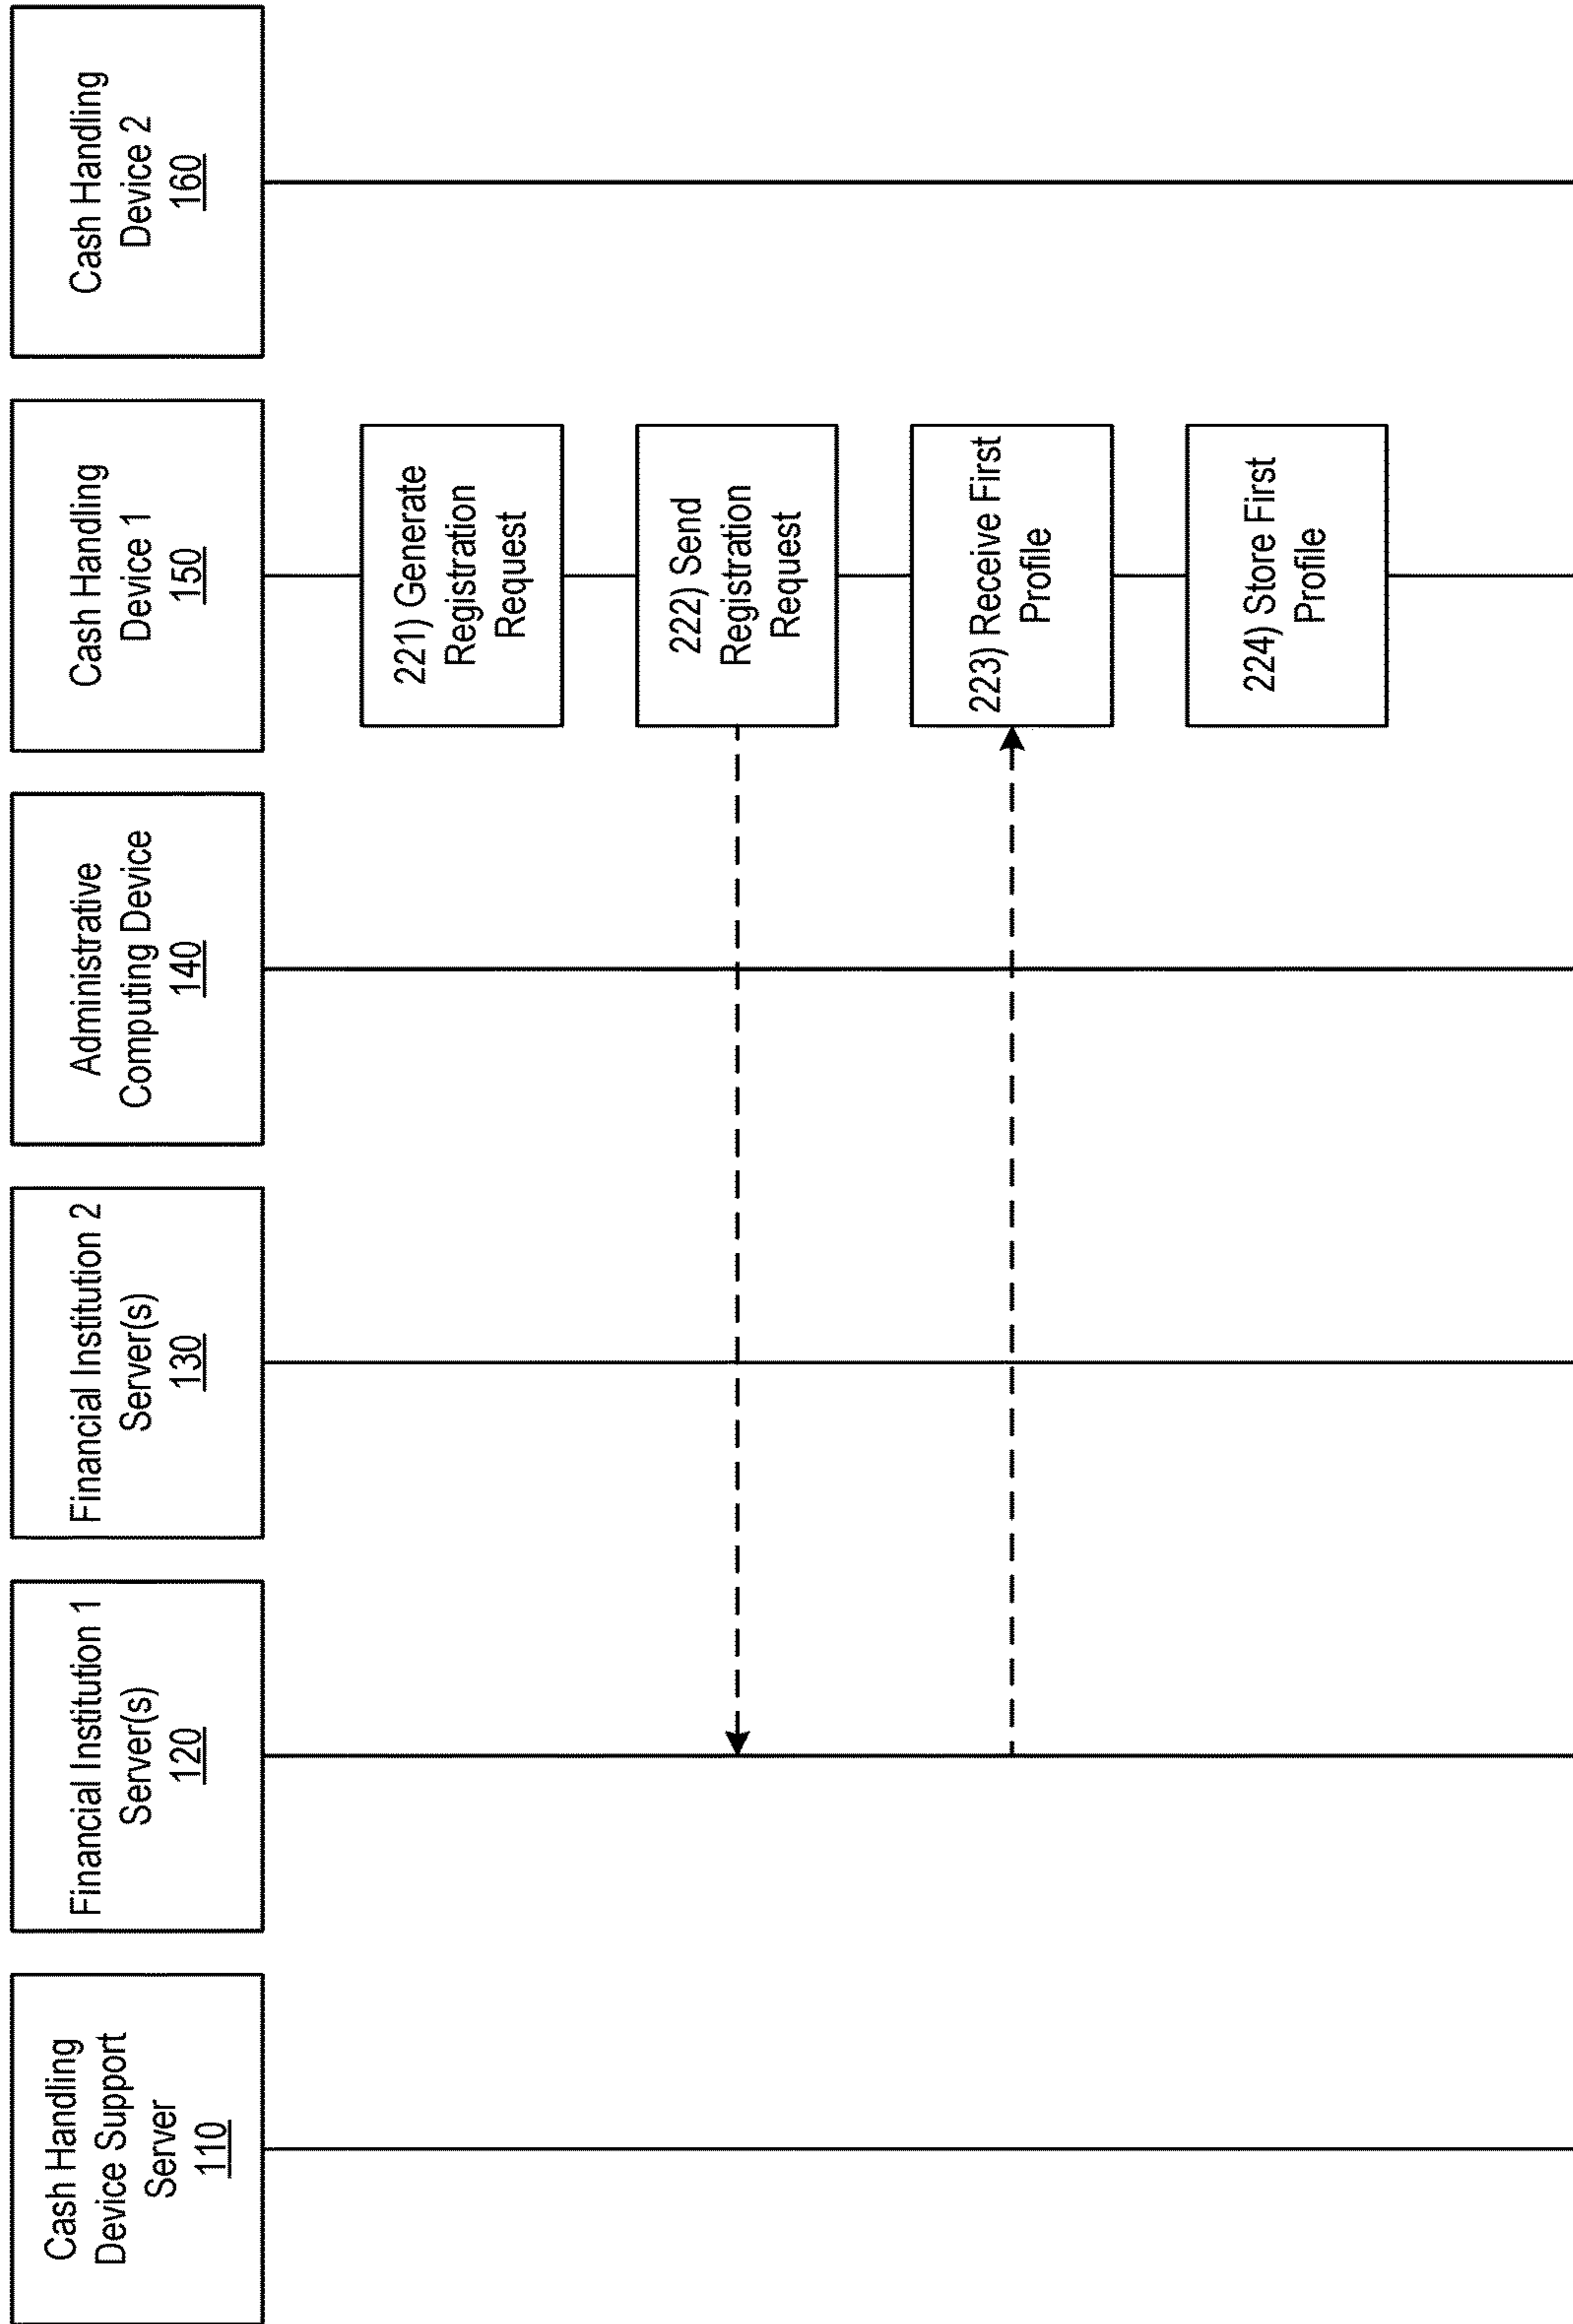 Cash Handling
Device Support
Server
110
Financial Institution 1
Server(s)
120
Financial Institution 2
Server(s)
130
Administrative
Computing Device
140
Cash Handling
Device 1
150
Cash Handling
Device 2
160
221) Generate
Registration
Request
222) Send
Registration
Request
223) Receive First
Profile
224) Store First
Profile